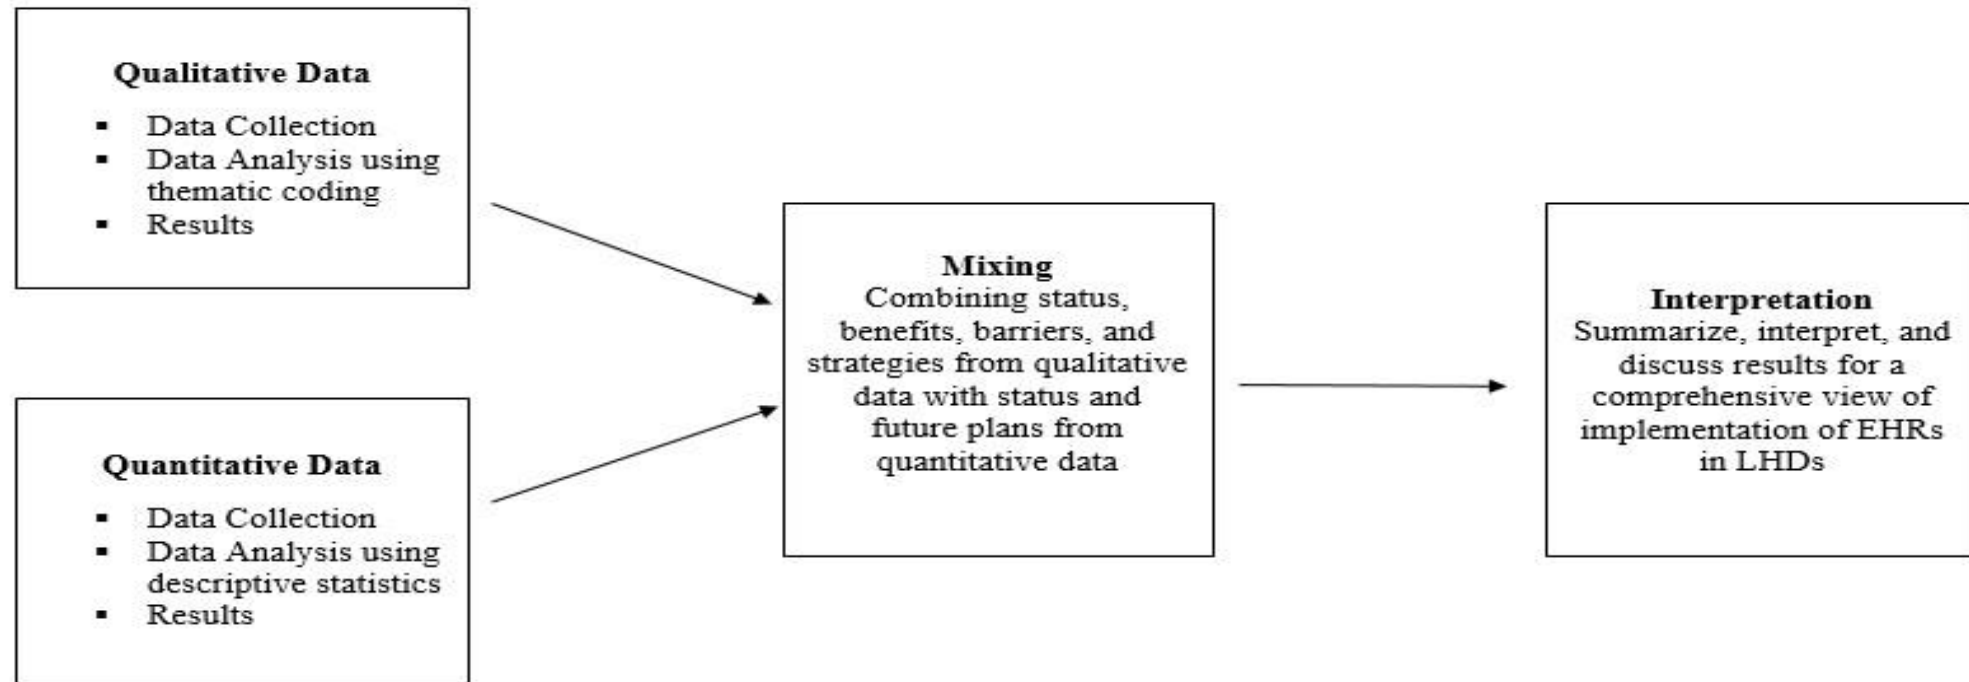 Qualitative Data
▪ Data Collection
▪ Data Analysis using
thematic coding
▪ Results
Quantitative Data
▪ Data Collection
▪ Data Analysis using
descriptive statistics
▪ Results
Mixing
Combining status,
benefits, barriers, and
strategies from qualitative
data with status and
future plans from
quantitative data
Interpretation
Summarize, interpret, and
discuss results for a
comprehensive view of
implementation of EHRs
in LHDs